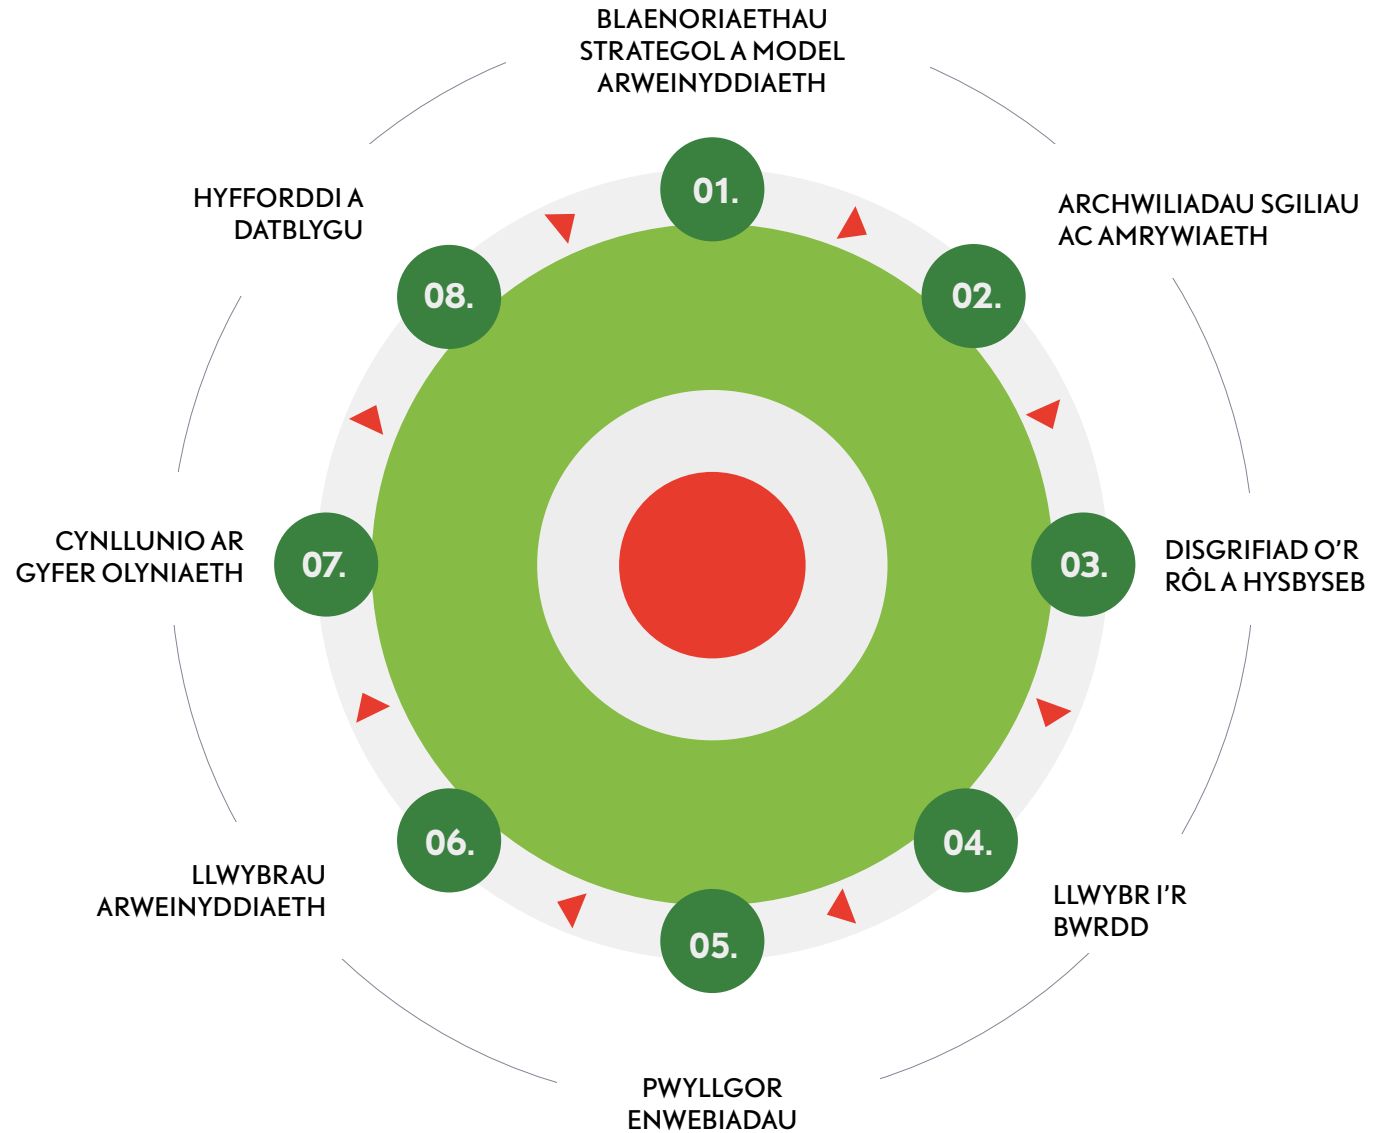 BLAENORIAETHAU
STRATEGOL A MODEL
ARWEINYDDIAETH
01.
ARCHWILIADAU SGILIAU
AC AMRYWIAETH
02.
DISGRIFIAD O’R
RÔL A HYSBYSEB
03.
LLWYBR I’R
BWRDD
04.
PWYLLGOR
ENWEBIADAU
05.
LLWYBRAU
ARWEINYDDIAETH
06.
CYNLLUNIO AR
GYFER OLYNIAETH
07.
HYFFORDDI A
DATBLYGU
08.